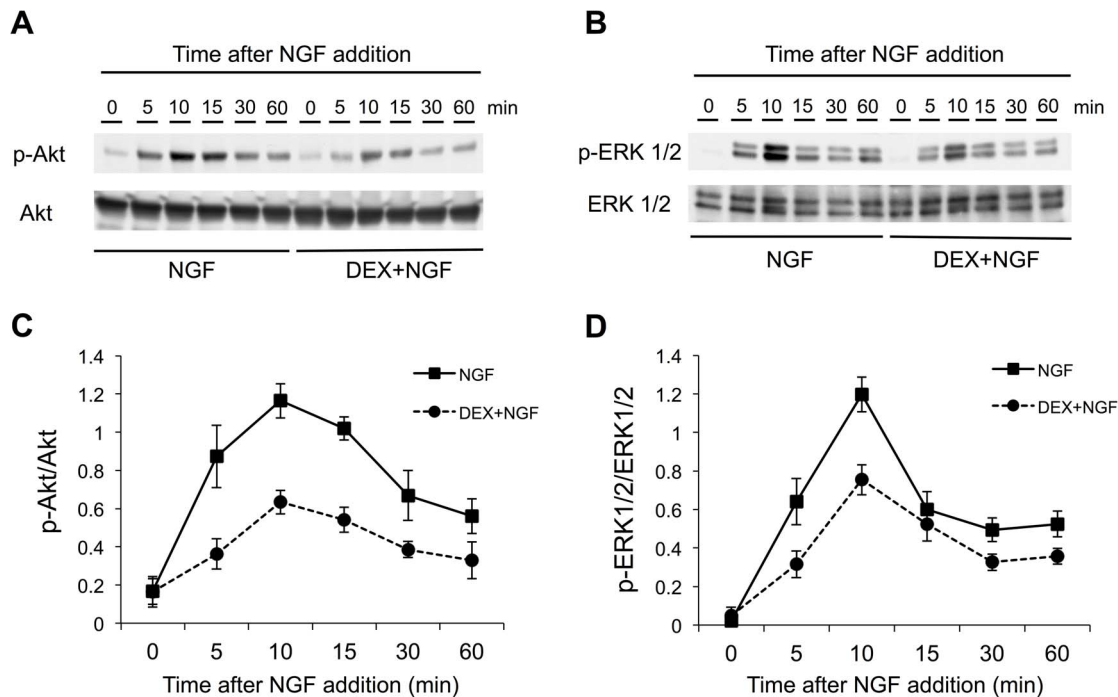 A
Time after NGF addition
0 5 10 15 30 60 0 5 10 15 30 60 min
p-Akt
Akt
NGF DEX+NGF
B
Time after NGF addition
0 5 10 15 30 60 0 5 10 15 30 60 min
p-ERK 1/2
ERK 1/2
NGF DEX+NGF
C
p-Akt/Akt
1.4
1.2
1
0.8
0.6
0.4
0.2
0
NGF
DEX+NGF
0 5 10 15 30 60
Time after NGF addition (min)
D
p-ERK1/2/ERK1/2
1.4
1.2
1
0.8
0.6
0.4
0.2
0
NGF
DEX+NGF
0 5 10 15 30 60
Time after NGF addition (min)